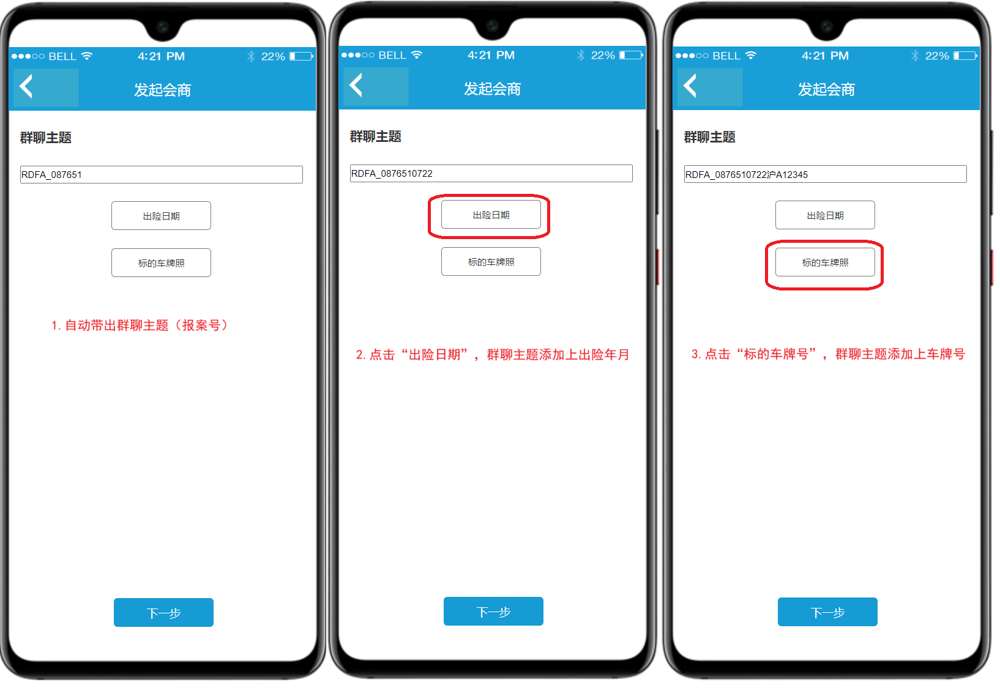 BELL 4:21 PM 22%
发起会商
群聊主题
RDFA_087651
出险日期
标的车牌照
1.自动带出群聊主题（报案号）
下一步
BELL 4:21 PM 22%
发起会商
群聊主题
RDFA_0876510722
出险日期
标的车牌照
2.点击“出险日期”，群聊主题添加上出险年月
下一步
BELL 4:21 PM 22%
发起会商
群聊主题
RDFA_0876510722沪A12345
出险日期
标的车牌照
3.点击“标的车牌号”，群聊主题添加上车牌号
下一步